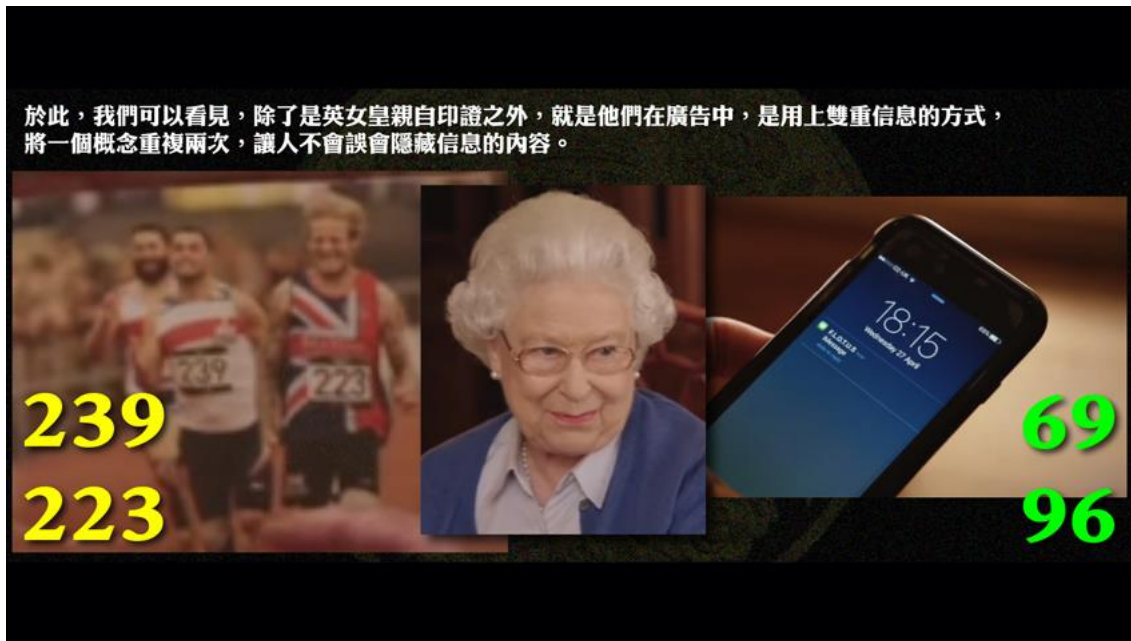 於此，我們可以看見，除了是英女皇親自印證之外，就是他們在廣告中，是用上雙重信息的方式，
將一個概念重複兩次，讓人不會誤會隱藏信息的內容。
239
223
239
223
18:15
Wednesday 27 April
F.L.O.T.U.S
Message
69%
69
96